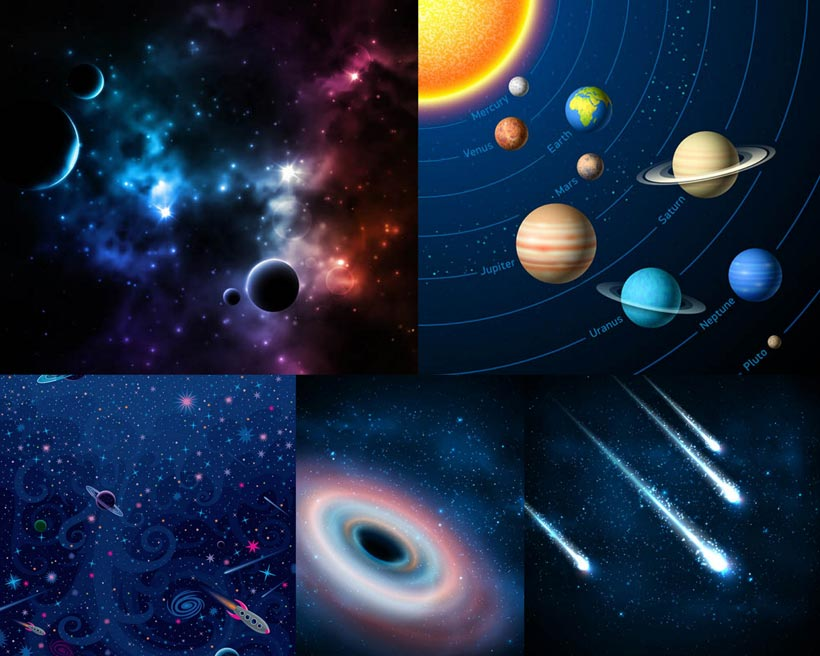 Mercury
Venus
Earth
Mars
Jupiter
Saturn
Uranus
Neptune
Pluto